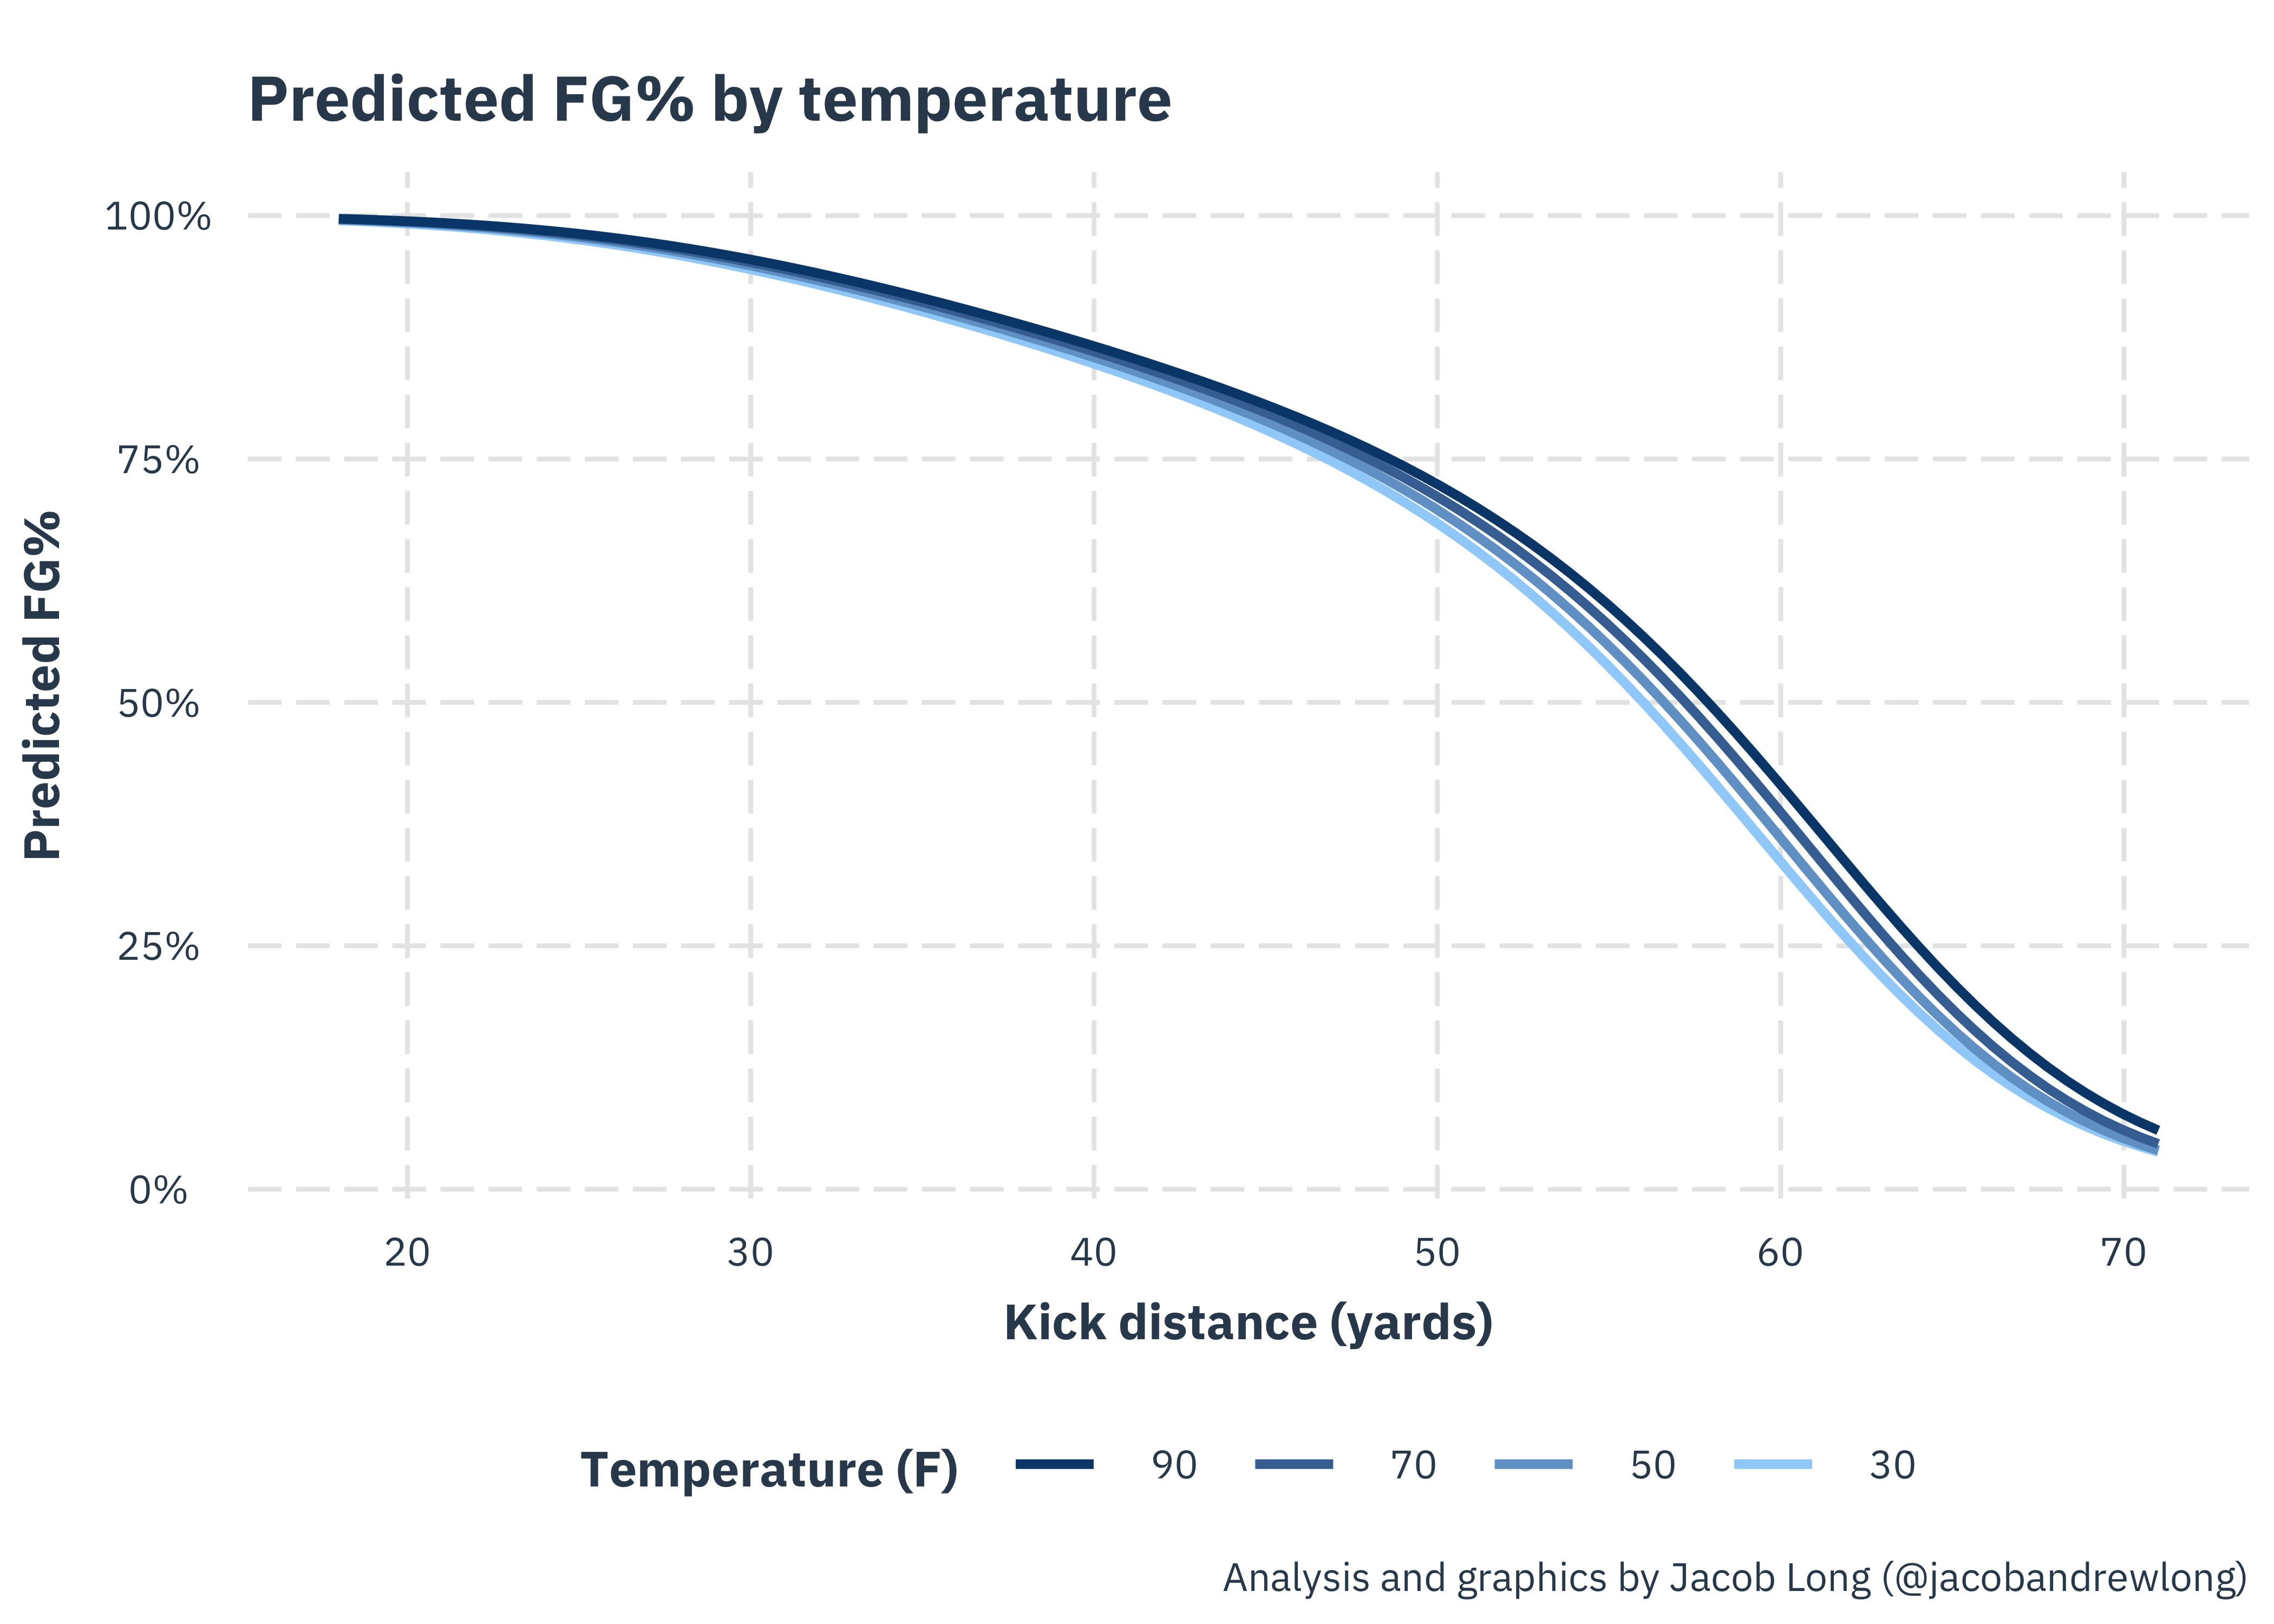 Predicted FG% by temperature
Predicted FG%
100%
75%
50%
25%
0%
20 30 40 50 60 70
Kick distance (yards)
Temperature (F) 90 70 50 30
Analysis and graphics by Jacob Long (@jacobandrewlong)